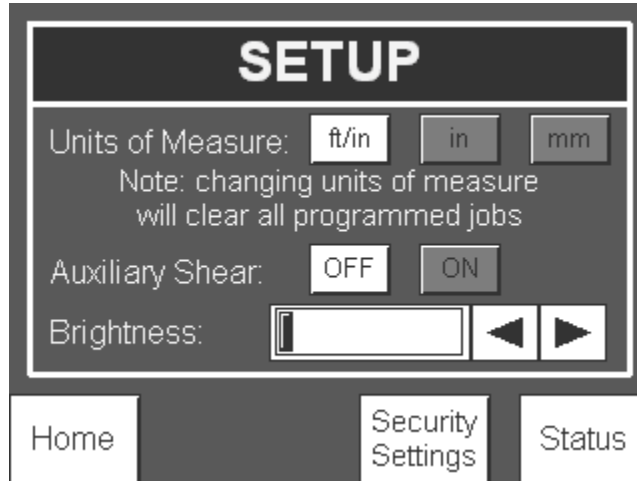 SETUP
Units of Measure: ft/in in mm
Note: changing units of measure
will clear all programmed jobs
Auxiliary Shear: OFF ON
Brightness:
Home
Security
Settings
Status